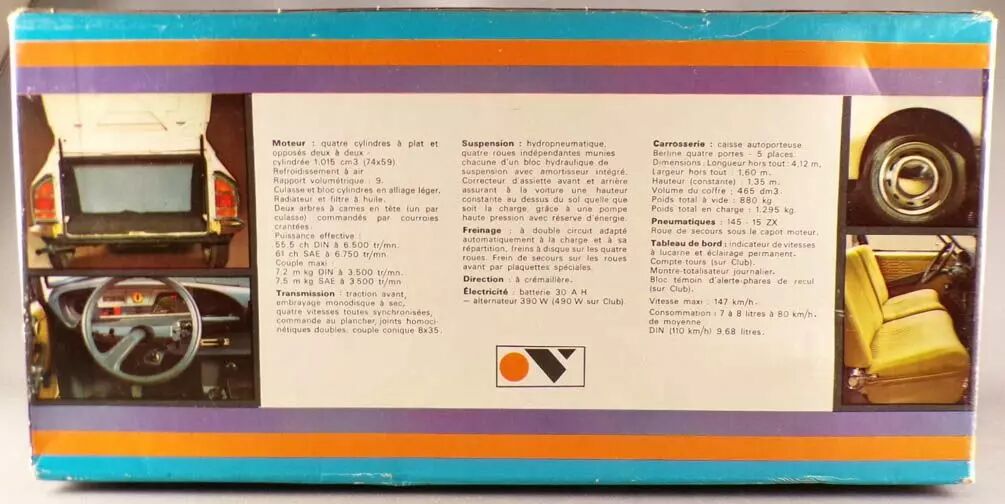 Moteur : quatre cylindres à plat et
opposés deux à deux -
cylindrée 1.015 cm3 (74x59)
Refroidissement à air
Rapport volumétrique : 9.
Culasse et bloc cylindres en alliage léger.
Radiateur et filtre à huile.
Deux arbres à cames en tête (un par
culasse) commandés par courroies
crantées.
Puissance effective :
55.5 ch DIN à 6.500 tr/mn.
61 ch SAE à 6.750 tr/mn.
Couple maxi :
7,2 m kg DIN à 3.500 tr/mn.
7,5 m kg SAE à 3.500 tr/mn
Transmission : traction avant,
embrayage monodisque à sec,
quatre vitesses toutes synchronisées,
commande au plancher, joints homoci-
nétiques doubles, couple conique 8x35.
Suspension : hydropneumatique,
quatre roues indépendantes munies
chacune d'un bloc hydraulique de
suspension avec amortisseur intégré.
Correcteur d'assiette avant et arrière
assurant à la voiture une hauteur
constante au dessus du sol quelle que
soit la charge, grâce à une pompe
haute pression avec réserve d'énergie.
Freinage : à double circuit adapté
automatiquement à la charge et à sa
répartition, freins à disque sur les quatre
roues. Frein de secours sur les roues
avant par plaquettes spéciales.
Direction : à crémaillère.
Électricité : batterie 30 A H
— alternateur 390 W (490 W sur Club).
Carrosserie : caisse autoporteuse
Berline quatre portes - 5 places.
Dimensions : Longueur hors tout : 4,12 m,
Largeur hors tout : 1,60 m.
Hauteur (constante) : 1.35 m.
Volume du coffre : 465 dm3.
Poids total à vide : 880 kg
Poids total en charge : 1.295 kg.
Pneumatiques : 145 - 15 ZX
Roue de secours sous le capot moteur.
Tableau de bord : indicateur de vitesses
à lucarne et éclairage permanent.
Compte-tours (sur Club).
Montre-totalisateur journalier.
Bloc témoin d'alerte-phares de recul
(sur Club).
Vitesse maxi : 147 km/h.
Consommation : 7 à 8 litres à 80 km/h.
de moyenne.
DIN (110 km/h) 9.68 litres.